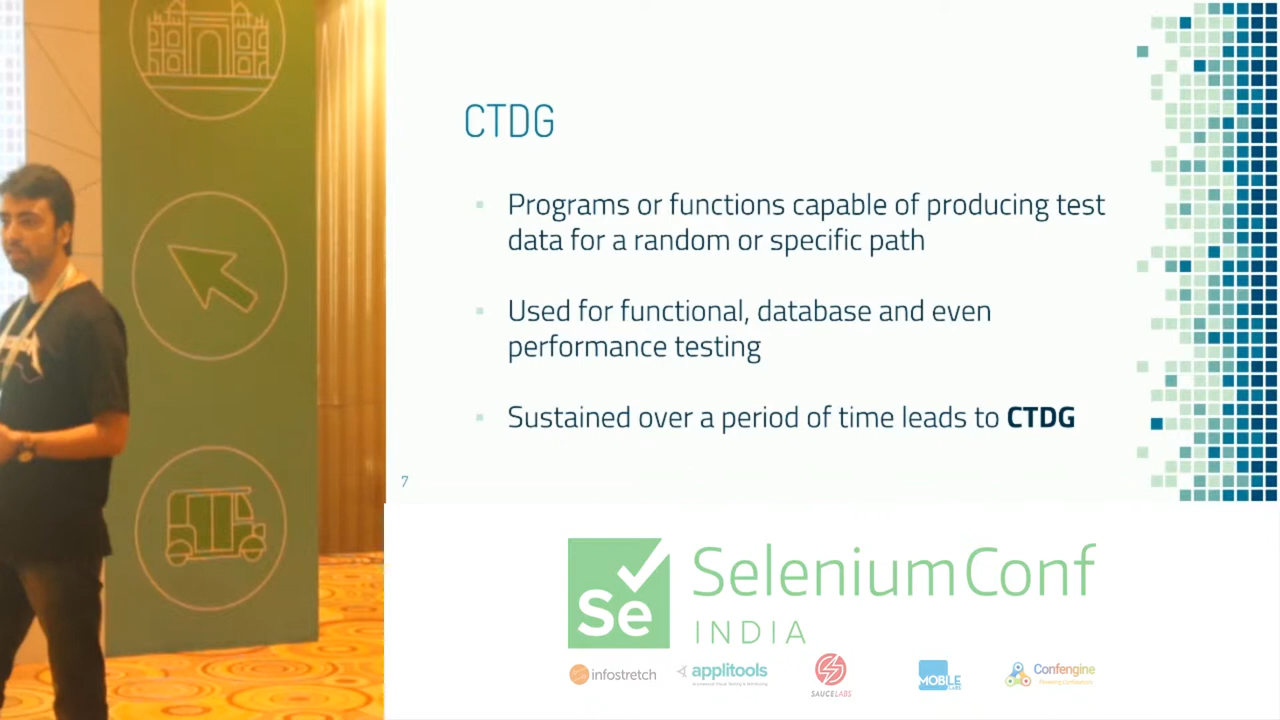 CTDG
Programs or functions capable of producing test
data for a random or specific path
Used for functional, database and even
performance testing
Sustained over a period of time leads to CTDG
7
Se
SeleniumConf
INDIA
infostretch
applitools
SAUCELABS
MOBILE
LABS
Confengine